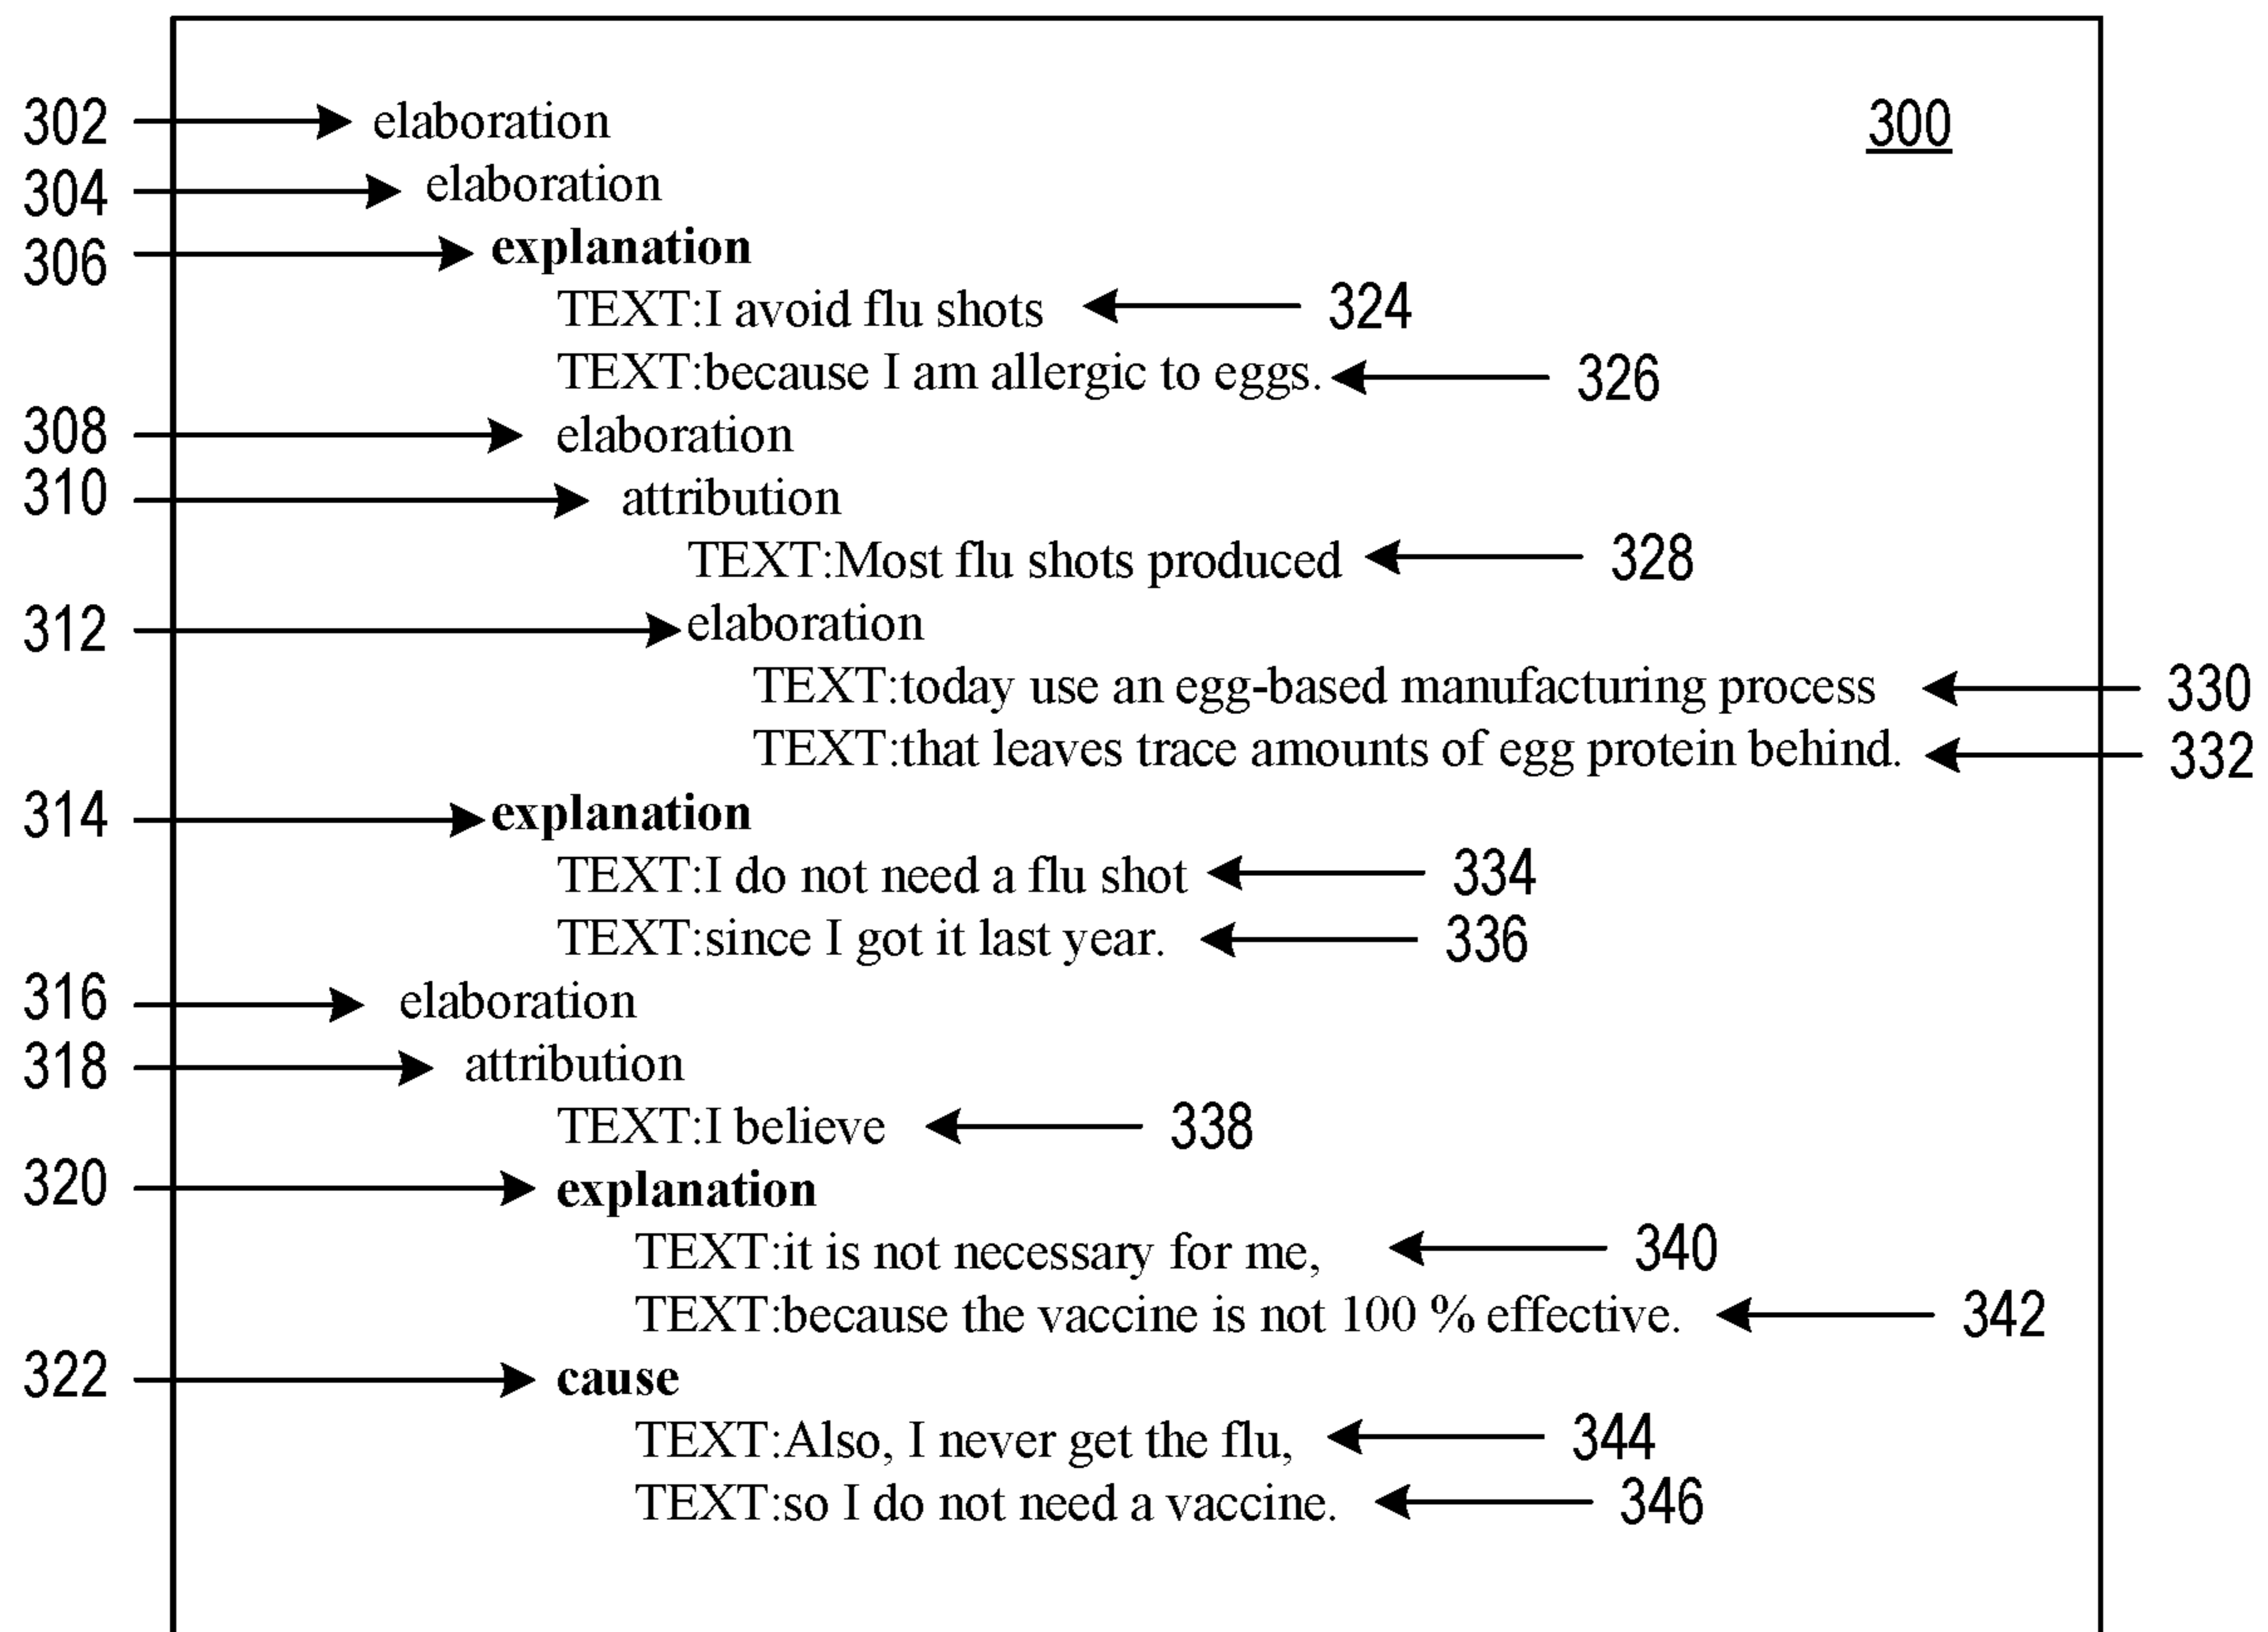 302 elaboration 300
304 elaboration
306 explanation
TEXT:I avoid flu shots 324
TEXT:because I am allergic to eggs. 326
308 elaboration
310 attribution
TEXT:Most flu shots produced 328
312 elaboration
TEXT:today use an egg-based manufacturing process 330
TEXT:that leaves trace amounts of egg protein behind. 332
314 explanation
TEXT:I do not need a flu shot 334
TEXT:since I got it last year. 336
316 elaboration
318 attribution
TEXT:I believe 338
320 explanation
TEXT:it is not necessary for me, 340
TEXT:because the vaccine is not 100 % effective. 342
322 cause
TEXT:Also, I never get the flu, 344
TEXT:so I do not need a vaccine. 346